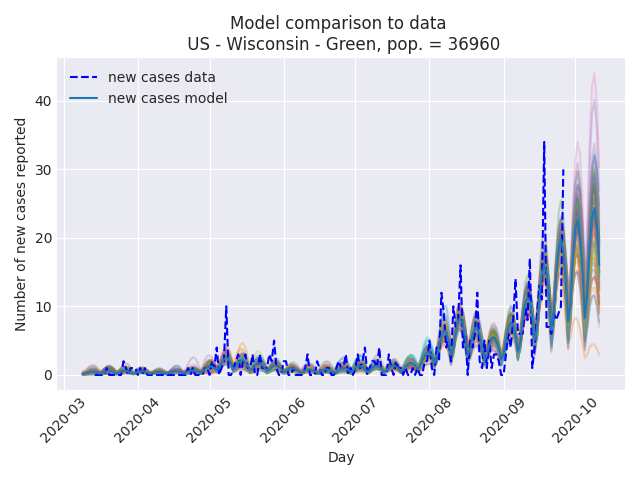 Model comparison to data
US - Wisconsin - Green, pop. = 36960
new cases data
new cases model
Number of new cases reported
40
30
20
10
0
2020-03
2020-04
2020-05
2020-06
2020-07
2020-08
2020-09
2020-10
Day